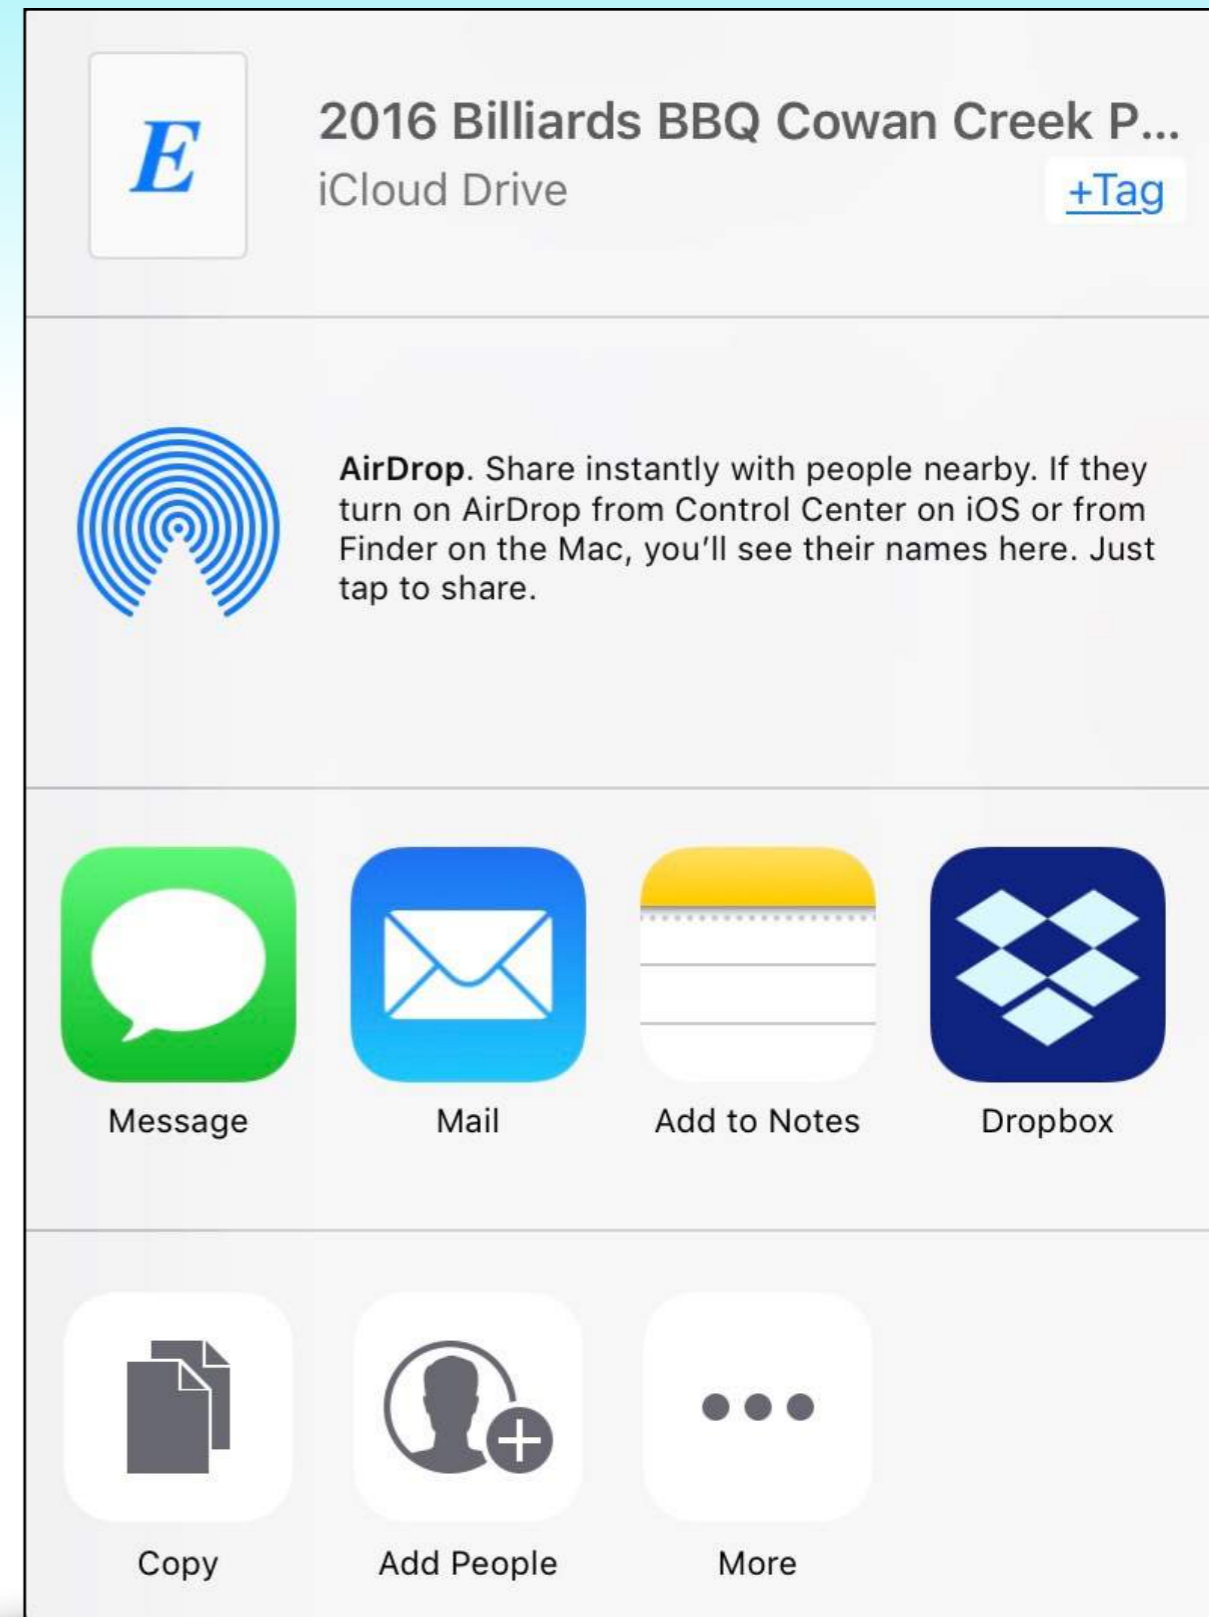 E
2016 Billiards BBQ Cowan Creek P...
iCloud Drive
+Tag
AirDrop. Share instantly with people nearby. If they
turn on AirDrop from Control Center on iOS or from
Finder on the Mac, you’ll see their names here. Just
tap to share.
Message
Mail
Add to Notes
Dropbox
Copy
Add People
More